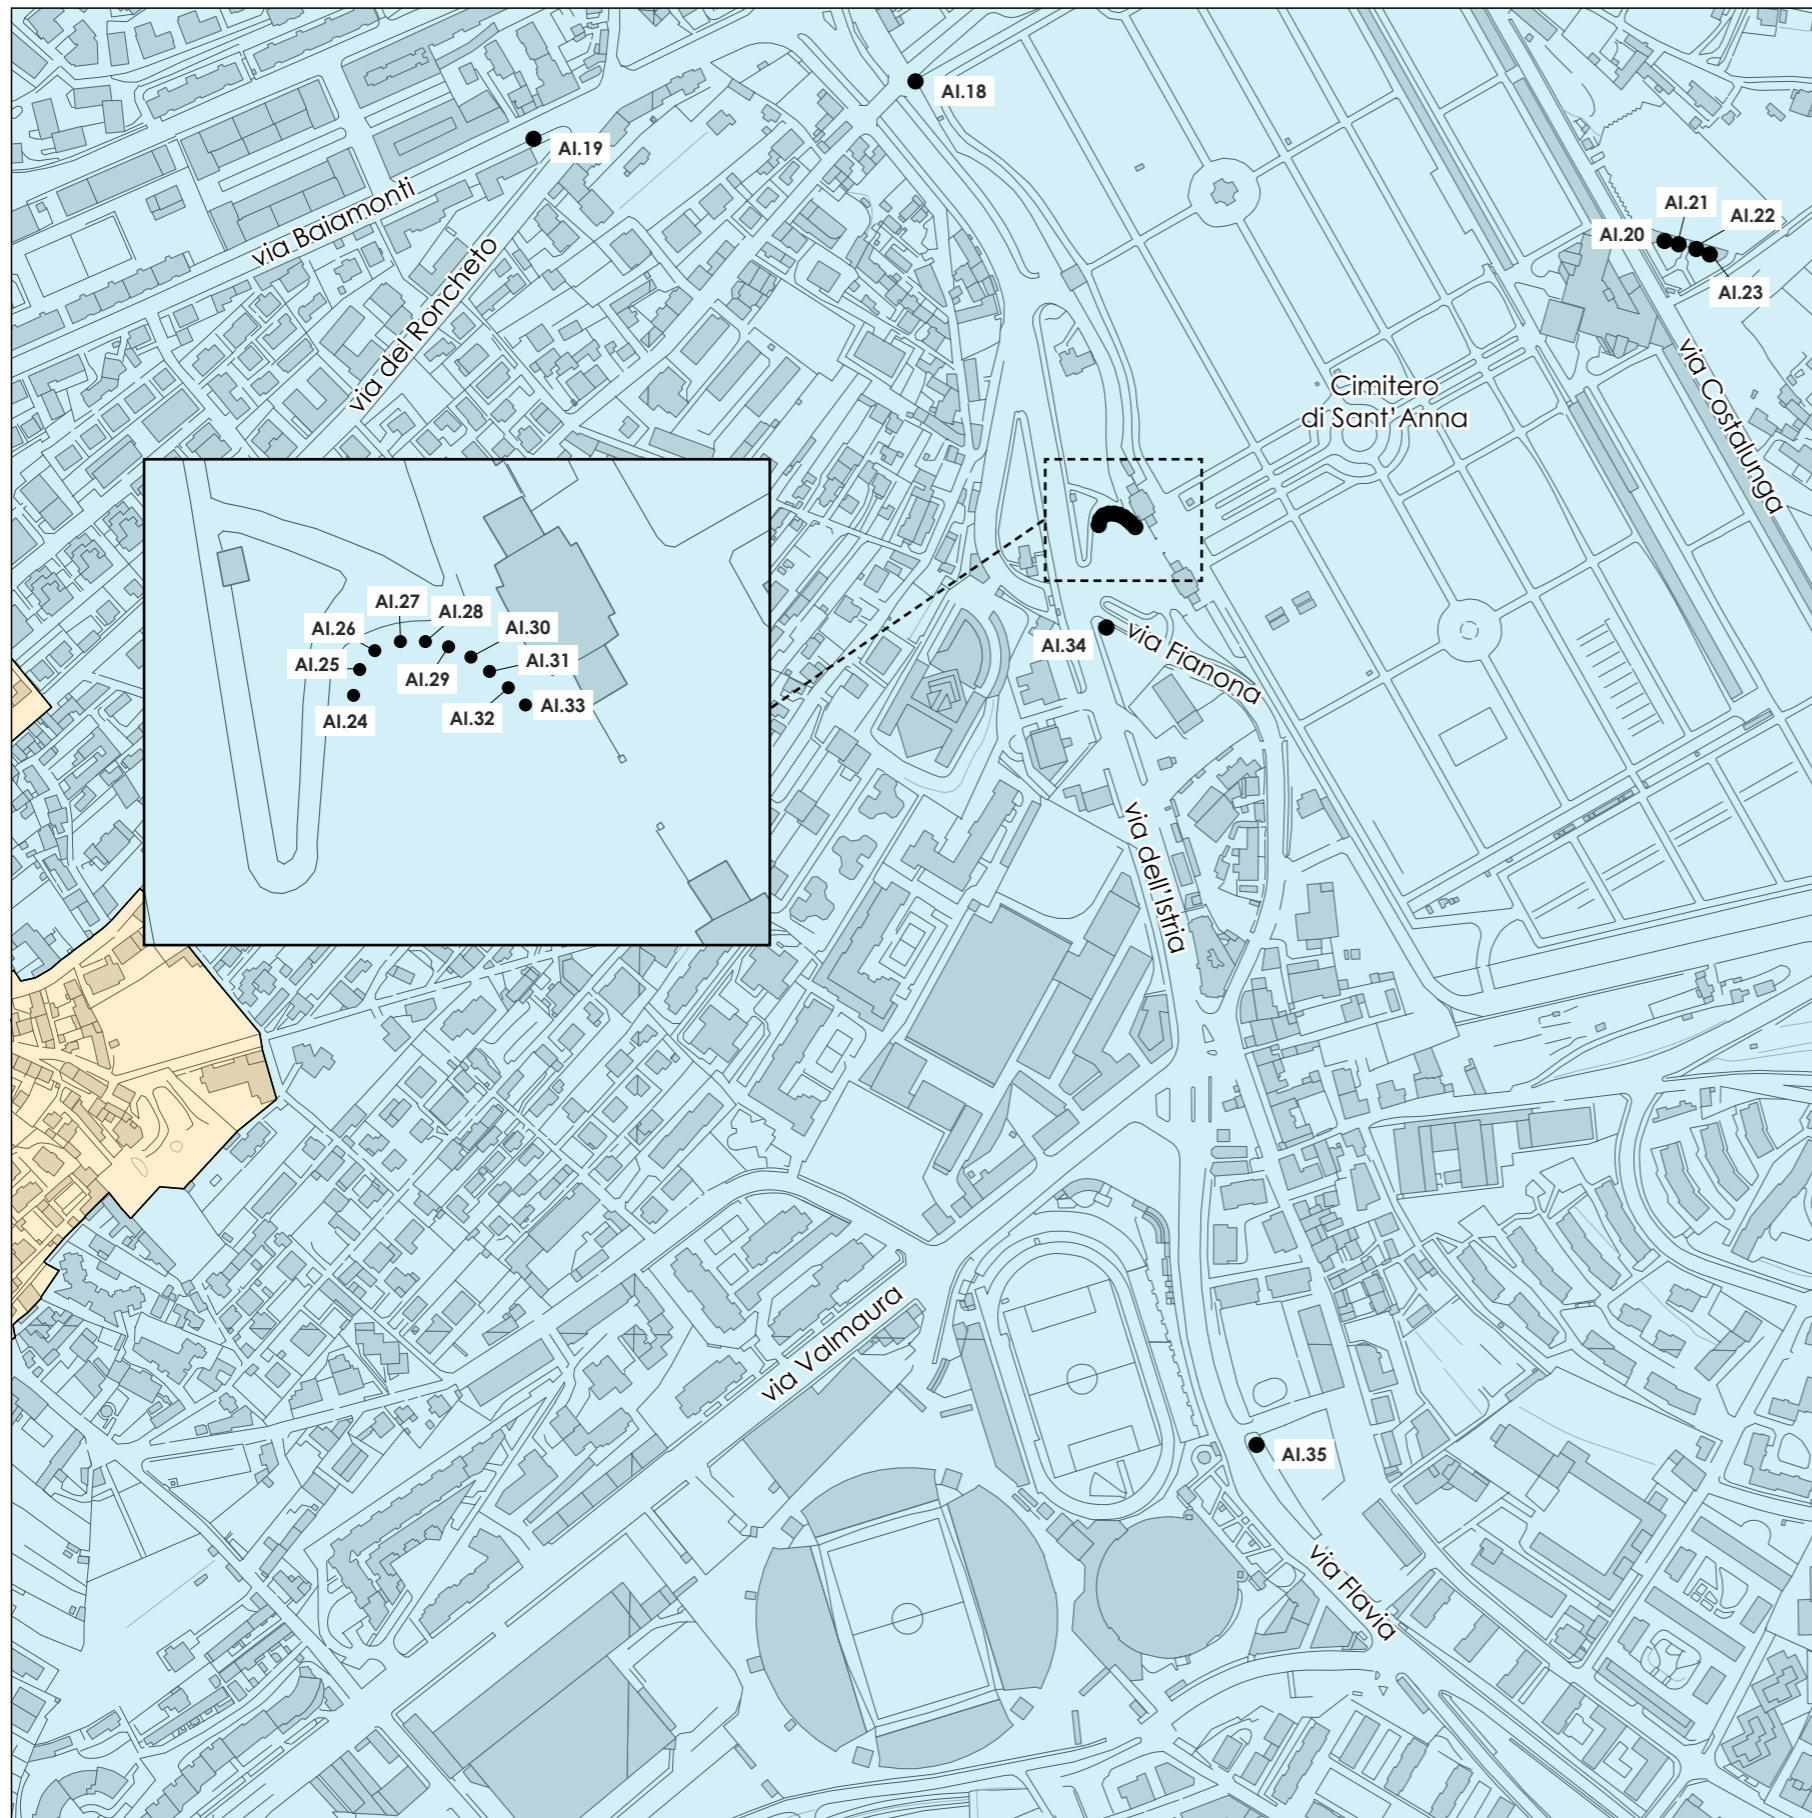 AI.18
AI.19
via Baiamonti
via del Roncheto
AI.21
AI.22
AI.20
AI.23
via Costalunga
Cimitero
di Sant'Anna
AI.27
AI.28
AI.26
AI.30
AI.25
AI.31
AI.29
AI.24
AI.32
AI.33
AI.34
via Fianona
via dell'Istria
via Valmaura
AI.35
via Flavia